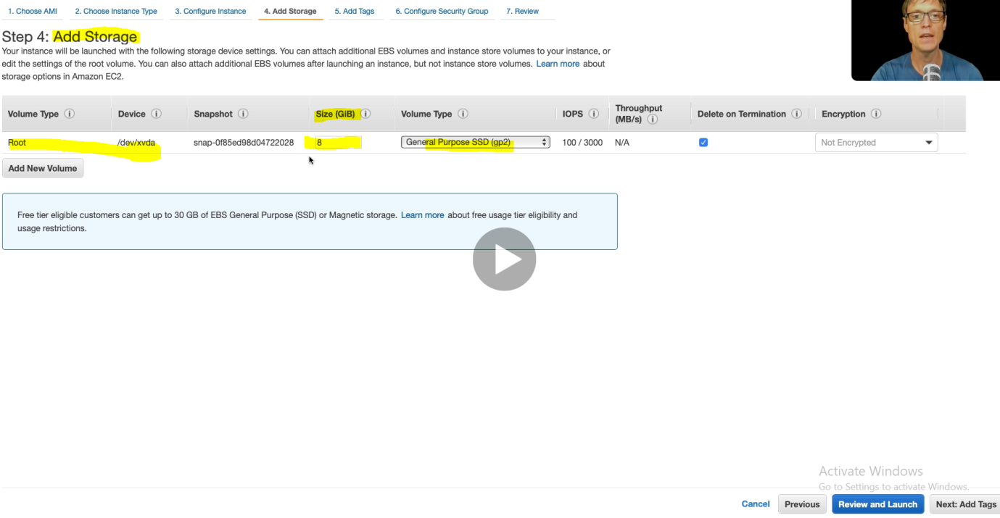 1. Choose AMI 2. Choose Instance Type 3. Configure Instance 4. Add Storage 5. Add Tags 6. Configure Security Group 7. Review
Step 4: Add Storage
Your instance will be launched with the following storage device settings. You can attach additional EBS volumes and instance store volumes to your instance, or
edit the settings of the root volume. You can also attach additional EBS volumes after launching an instance, but not instance store volumes. Learn more about
storage options in Amazon EC2.
Volume Type Device Snapshot Size (GiB) Volume Type IOPS Throughput (MB/s) Delete on Termination Encryption
Root /dev/xvda snap-0f85ed98d04722028 8 General Purpose SSD (gp2) 100 / 3000 N/A Not Encrypted
Add New Volume
Free tier eligible customers can get up to 30 GB of EBS General Purpose (SSD) or Magnetic storage. Learn more about free usage tier eligibility and
usage restrictions.
Activate Windows
Go to Settings to activate Windows.
Cancel Previous Review and Launch Next: Add Tags